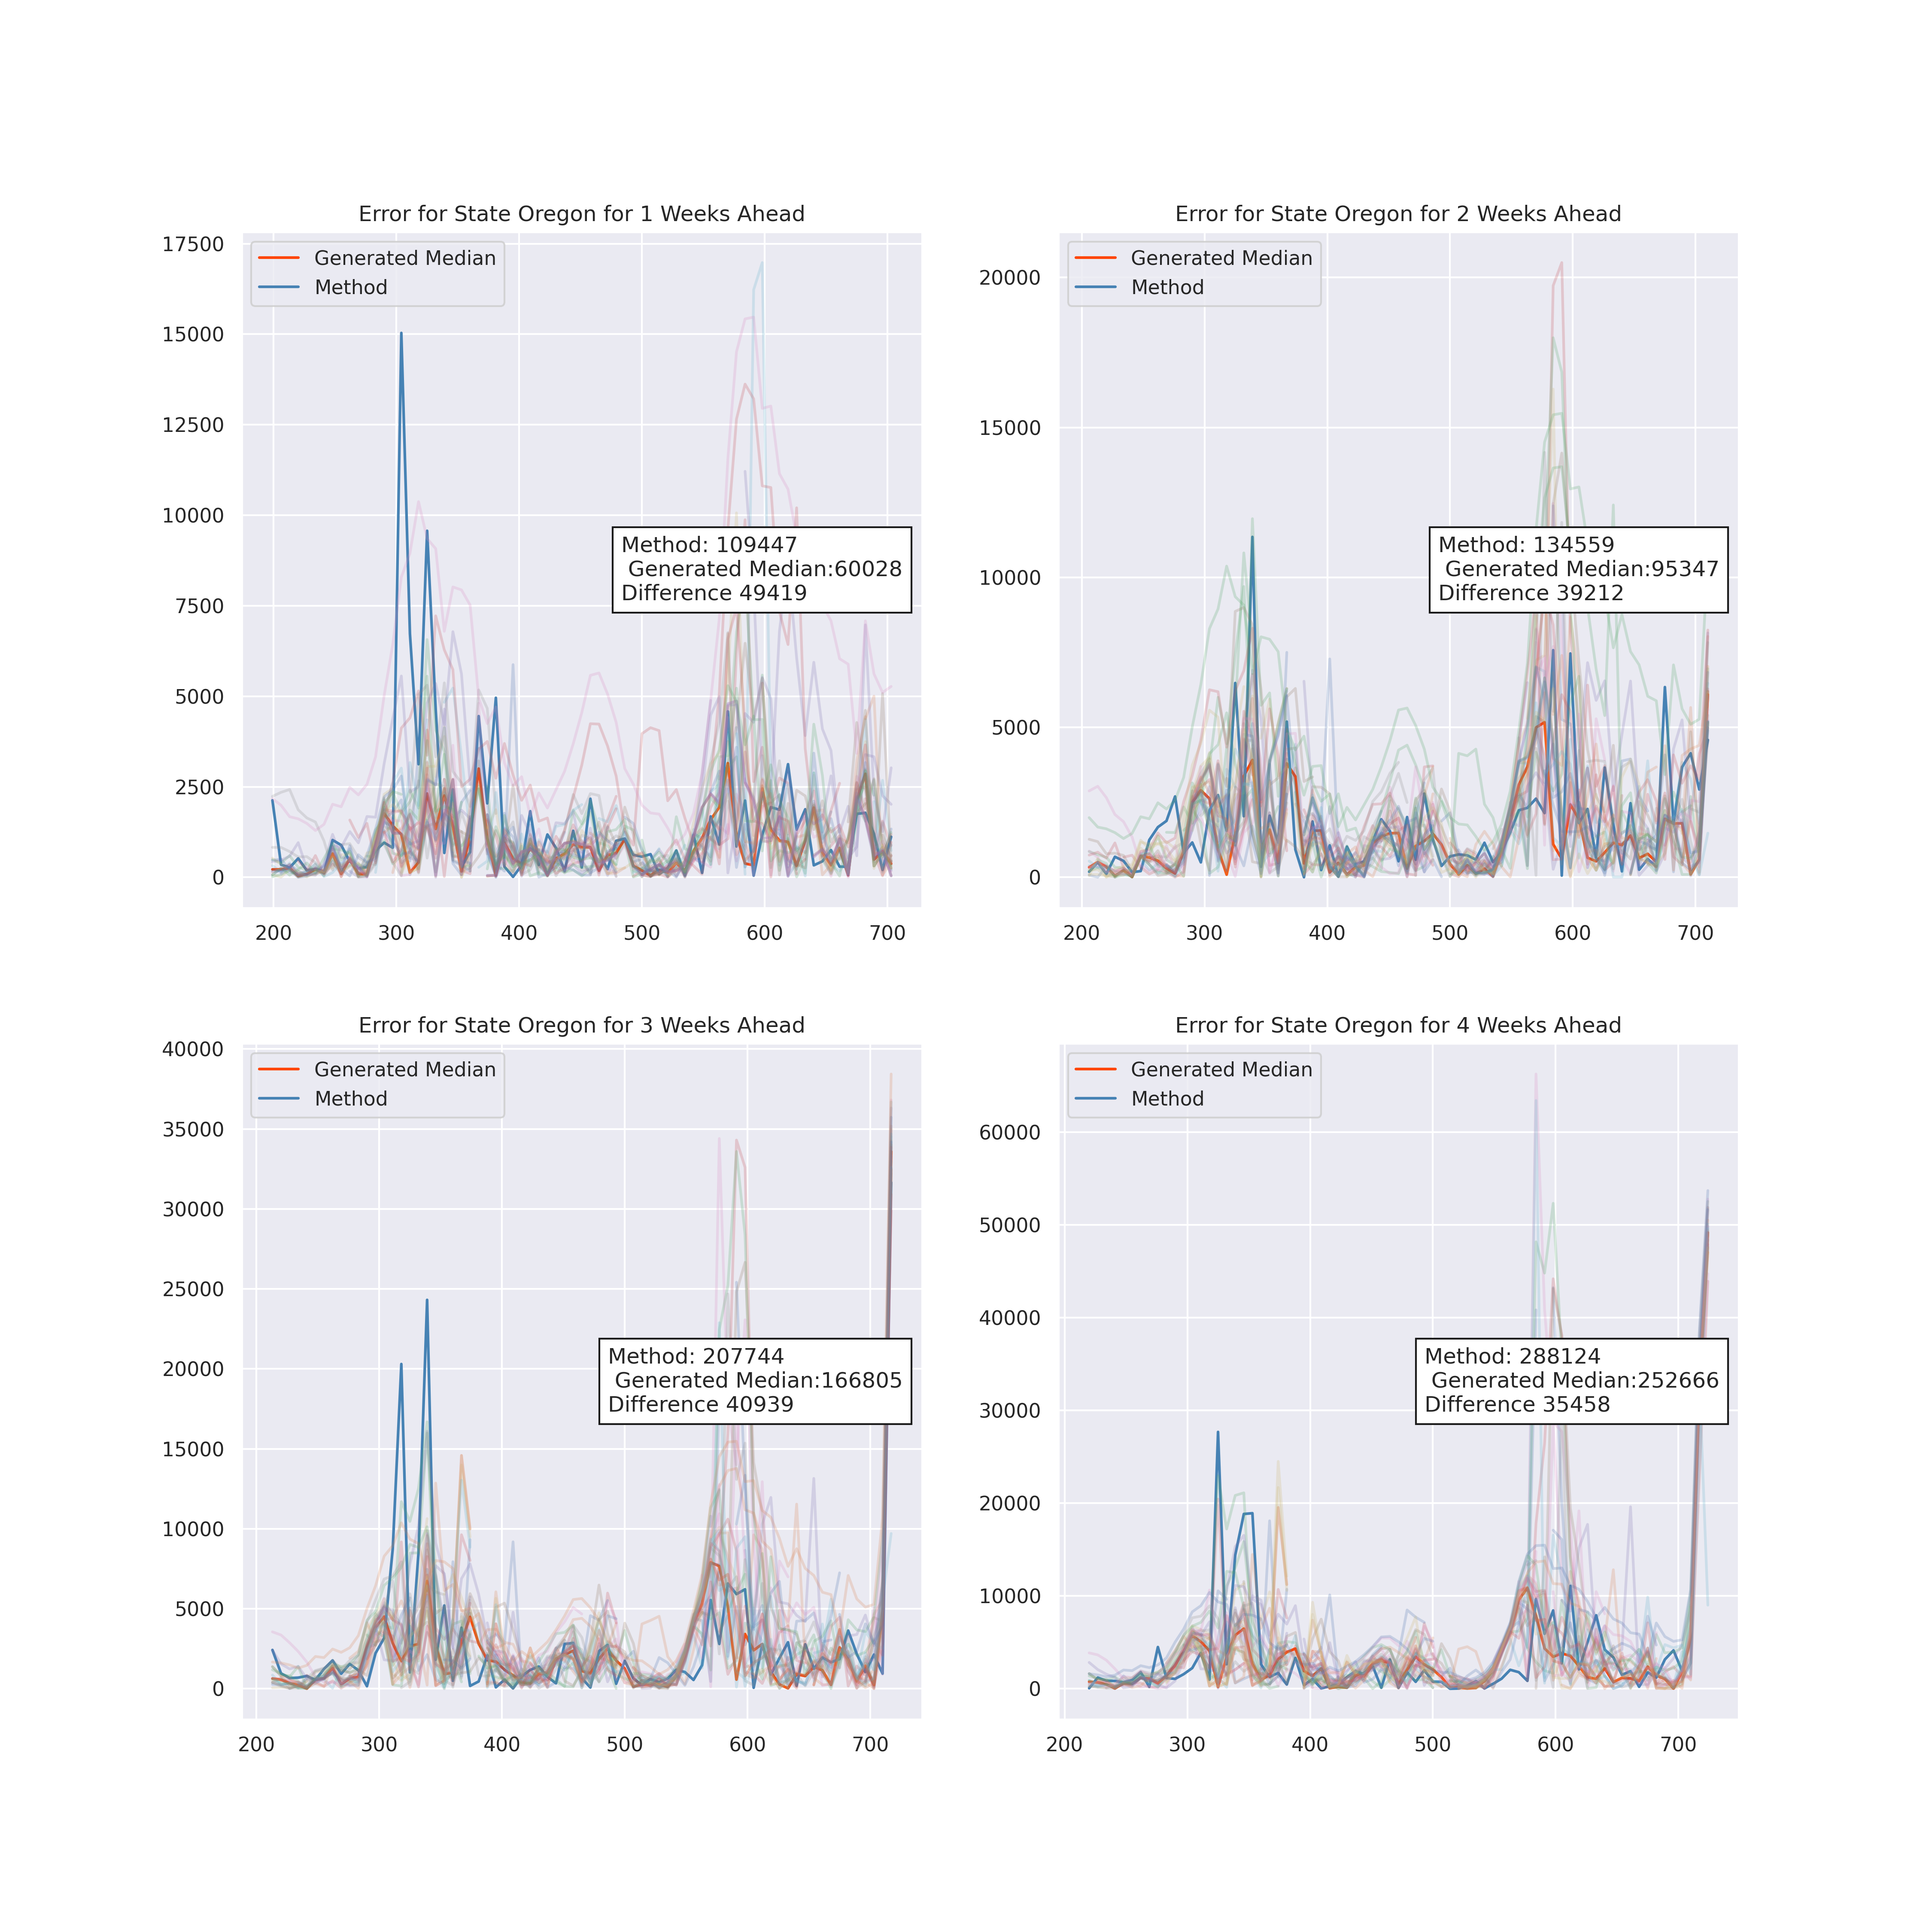 Error for State Oregon for 1 Weeks Ahead
Generated Median
Method
17500
15000
12500
10000
7500
5000
2500
0
Method: 109447
Generated Median:60028
Difference 49419
200 300 400 500 600 700
Error for State Oregon for 2 Weeks Ahead
Generated Median
Method
20000
15000
10000
5000
0
Method: 134559
Generated Median:95347
Difference 39212
200 300 400 500 600 700
Error for State Oregon for 3 Weeks Ahead
Generated Median
Method
40000
35000
30000
25000
20000
15000
10000
5000
0
Method: 207744
Generated Median:166805
Difference 40939
200 300 400 500 600 700
Error for State Oregon for 4 Weeks Ahead
Generated Median
Method
60000
50000
40000
30000
20000
10000
0
Method: 288124
Generated Median:252666
Difference 35458
200 300 400 500 600 700